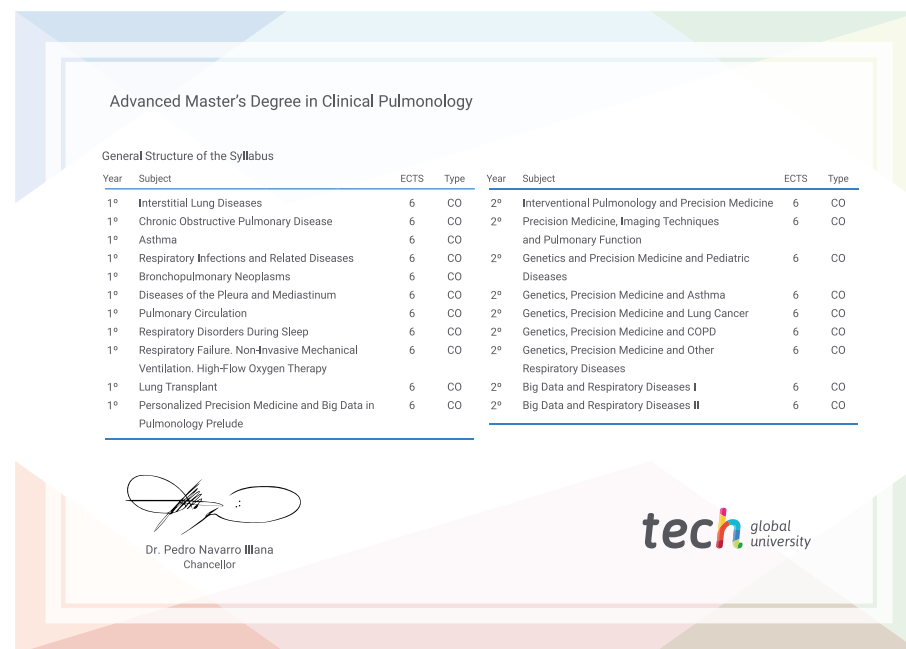 Advanced Master's Degree in Clinical Pulmonology
General Structure of the Syllabus
Year Subject ECTS Type
1º Interstitial Lung Diseases 6 CO
1º Chronic Obstructive Pulmonary Disease 6 CO
1º Asthma 6 CO
1º Respiratory Infections and Related Diseases 6 CO
1º Bronchopulmonary Neoplasms 6 CO
1º Diseases of the Pleura and Mediastinum 6 CO
1º Pulmonary Circulation 6 CO
1º Respiratory Disorders During Sleep 6 CO
1º Respiratory Failure. Non-Invasive Mechanical 6 CO
Ventilation. High-Flow Oxygen Therapy
1º Lung Transplant 6 CO
1º Personalized Precision Medicine and Big Data in 6 CO
Pulmonology Prelude
Year Subject ECTS Type
2º Interventional Pulmonology and Precision Medicine 6 CO
2º Precision Medicine, Imaging Techniques 6 CO
and Pulmonary Function
2º Genetics and Precision Medicine and Pediatric 6 CO
Diseases
2º Genetics, Precision Medicine and Asthma 6 CO
2º Genetics, Precision Medicine and Lung Cancer 6 CO
2º Genetics, Precision Medicine and COPD 6 CO
2º Genetics, Precision Medicine and Other 6 CO
Respiratory Diseases
2º Big Data and Respiratory Diseases I 6 CO
2º Big Data and Respiratory Diseases II 6 CO
Dr. Pedro Navarro Illana
Chancellor
tech global
university